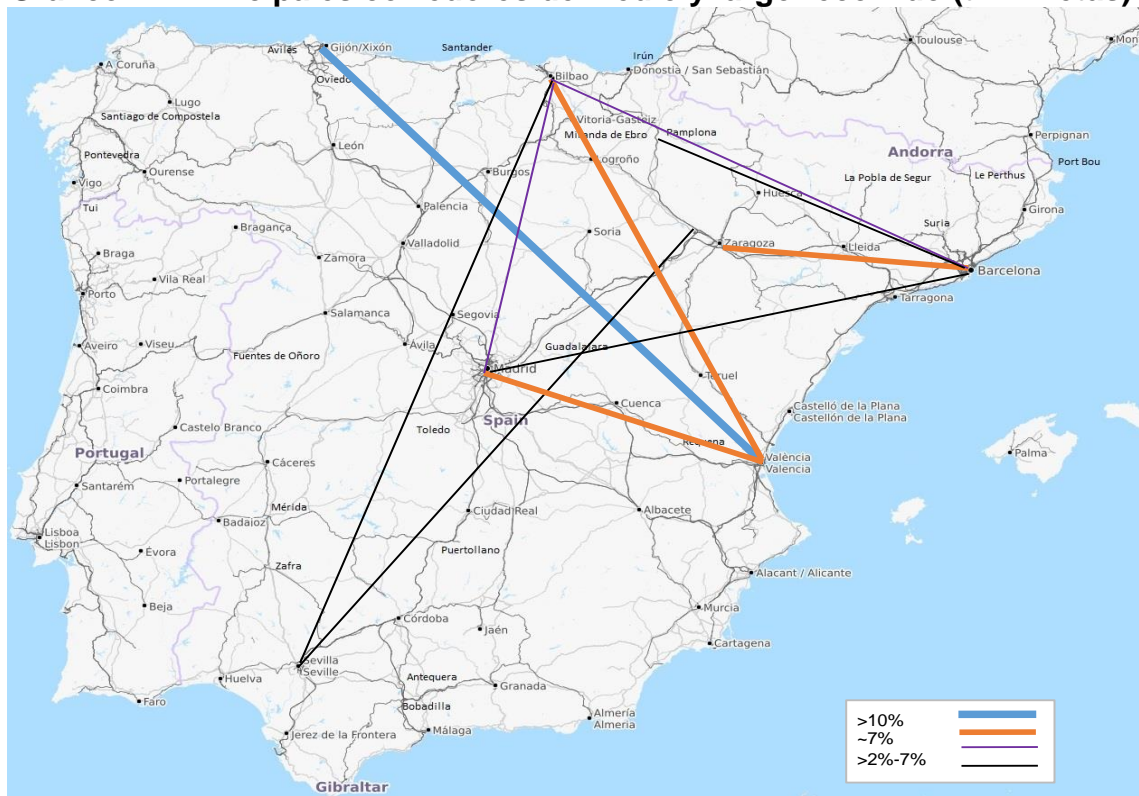 Toulouse
Gijón/Xixón
Avilés
Santander
Irún
A Coruña
Donostia / San Sebastián
Bilbao
Oviedo
Lugo
Vitoria-Gasteiz
Santiago de Compostela
Miranda de Ebro
Pamplona
Perpignan
León
Pontevedra
Logroño
Andorra
Port Bou
Ourense
Burgos
Le Perthus
Vigo
La Pobla de Segur
Huesca
Tui
Palencia
Girona
Bragança
Suria
Soria
Braga
Valladolid
Zaragoza
Lleida
Zamora
Vila Real
Barcelona
Porto
Tarragona
Salamanca
Segovia
Aveiro
Viseu
Ávila
Guadalajara
Fuentes de Oñoro
Madrid
Teruel
Coimbra
Cuenca
Castelló de la Plana
Castellón de la Plana
Spain
Castelo Branco
Toledo
Requena
Portugal
Palma
València
Valencia
Cáceres
Santarém
Portalegre
Mérida
Ciudad Real
Albacete
Badajoz
Lisboa
Lisbon
Évora
Puertollano
Zafra
Alacant / Alicante
Beja
Murcia
Córdoba
Jaén
Cartagena
Sevilla
Seville
Huelva
Antequera
Granada
Faro
Bobadilla
Almería
Almeria
Málaga
Jerez de la Frontera
Gibraltar
>10%
~7%
>2%-7%